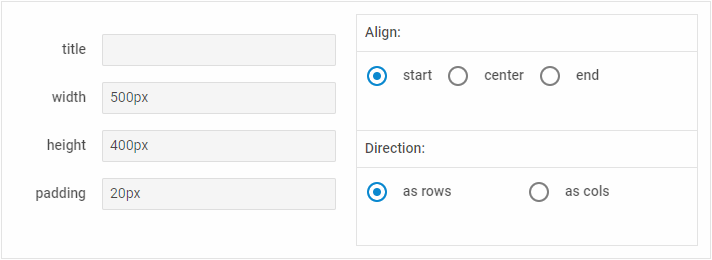 title
width 500px
height 400px
padding 20px
Align:
start center end
Direction:
as rows as cols